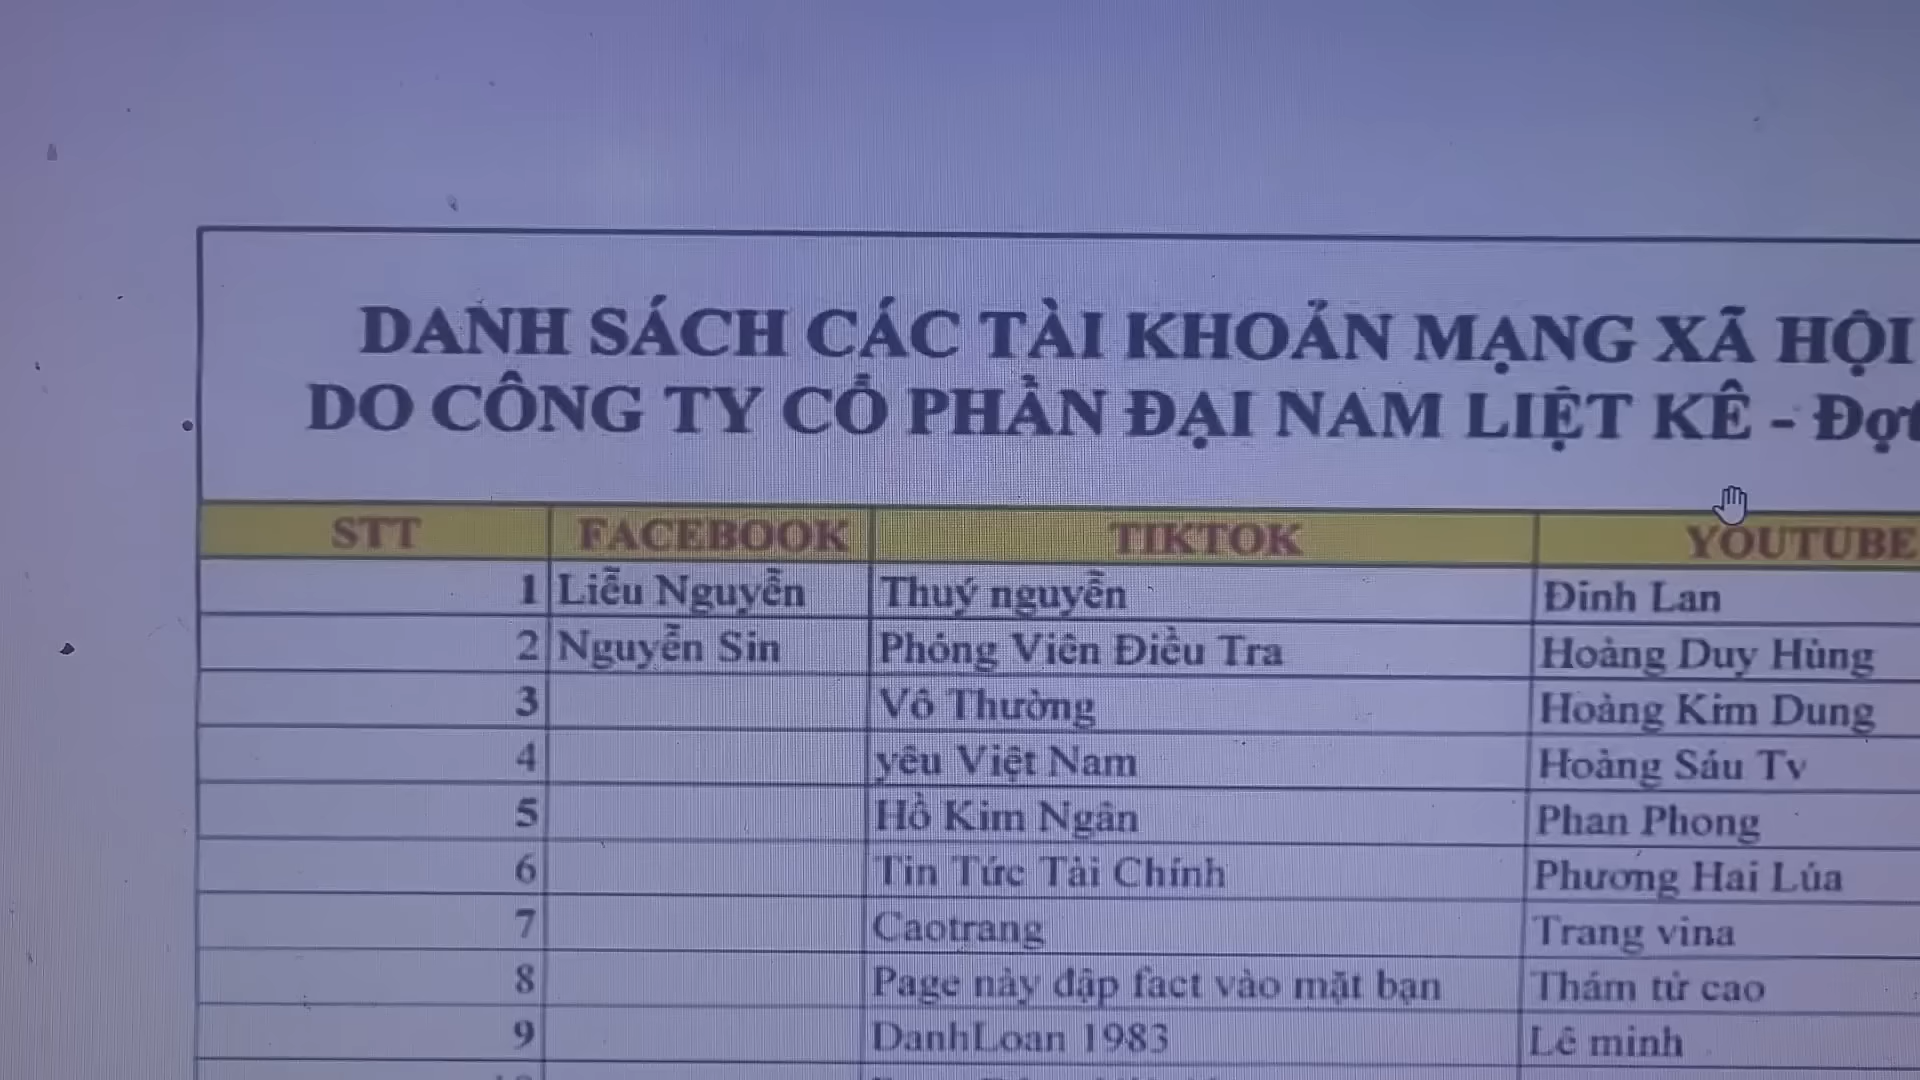 DANH SÁCH CÁC TÀI KHOẢN MẠNG XÃ HỘI
DO CÔNG TY CỔ PHẦN ĐẠI NAM LIỆT KÊ - Đợt
STT FACEBOOK TIKTOK YOUTUBE
1 Liễu Nguyễn Thuý nguyễn Đinh Lan
2 Nguyễn Sin Phóng Viên Điều Tra Hoàng Duy Hùng
3 Vô Thường Hoàng Kim Dung
4 yêu Việt Nam Hoàng Sáu Tv
5 Hồ Kim Ngân Phan Phong
6 Tin Tức Tài Chính Phương Hai Lúa
7 Caotrang Trang vina
8 Page này đập fact vào mặt bạn Thám tử cao
9 DanhLoan 1983 Lê minh